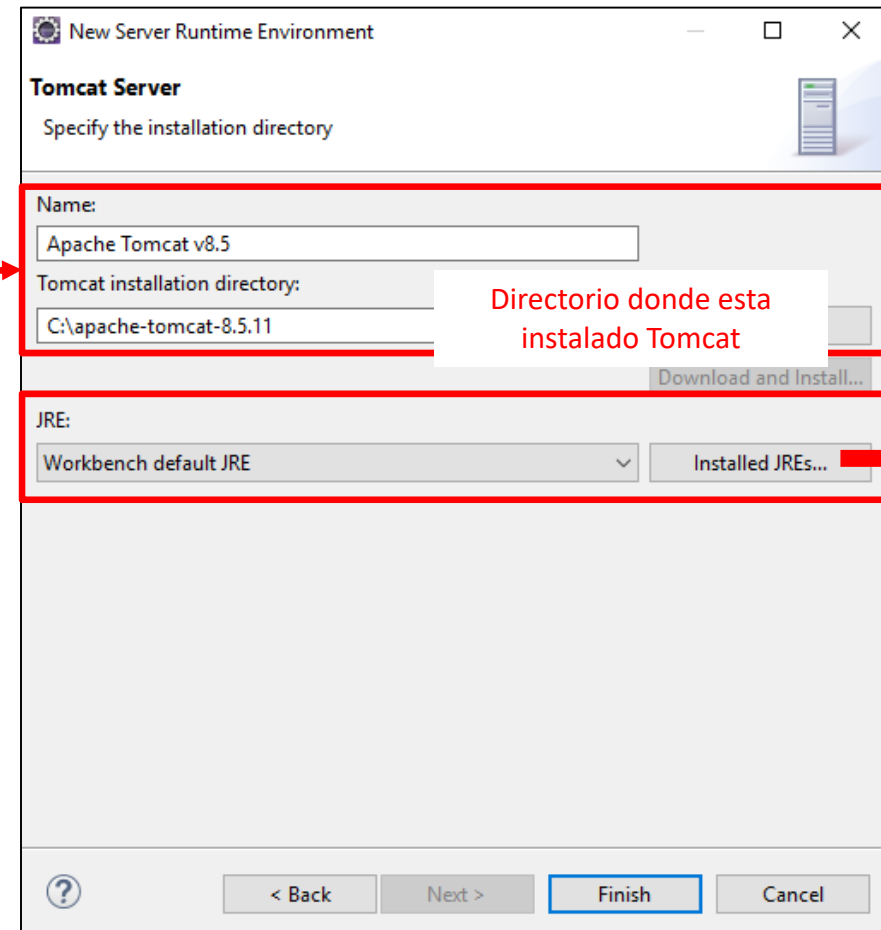 New Server Runtime Environment
Tomcat Server
Specify the installation directory
Name:
Apache Tomcat v8.5
Tomcat installation directory:
C:\apache-tomcat-8.5.11
Directorio donde esta
instalado Tomcat
Download and Install...
JRE:
Workbench default JRE
Installed JREs...
?
< Back
Next >
Finish
Cancel